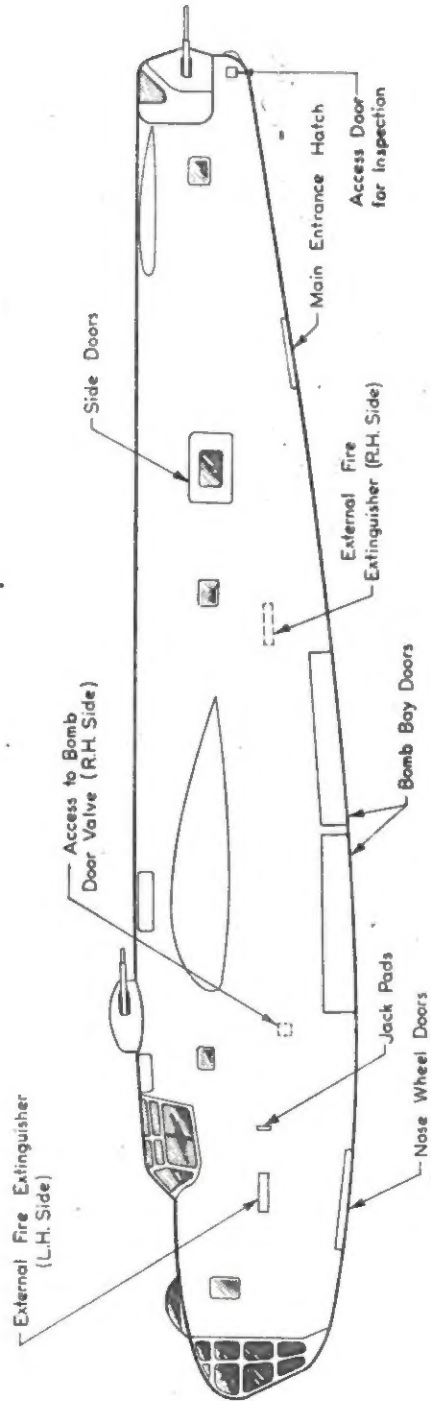 External Fire Extinguisher
(L.H. Side)
Access to Bomb
Door Valve (R.H. Side)
Side Doors
Nose Wheel Doors
Jack Pads
Bomb Bay Doors
External Fire
Extinguisher (R.H. Side)
Main Entrance Hatch
Access Door
for Inspection